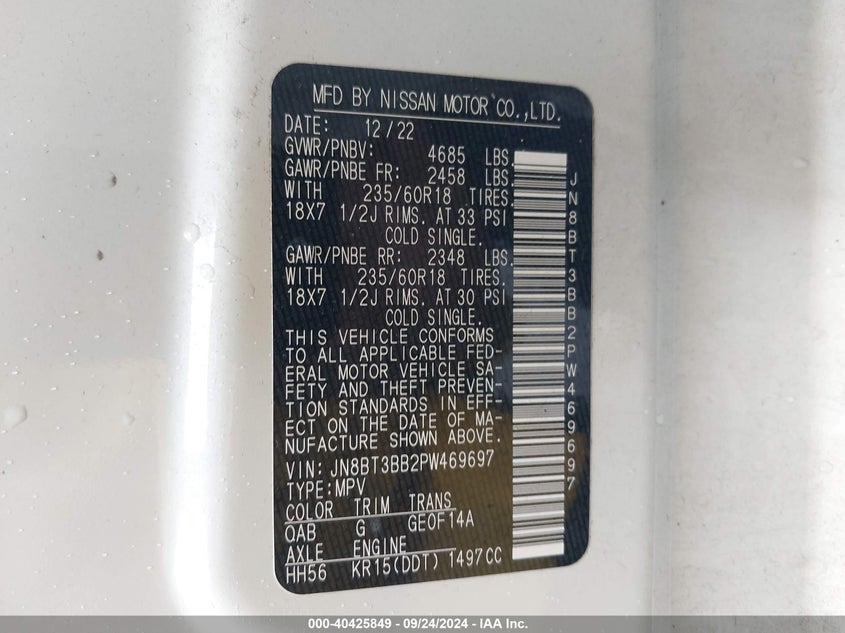 MFD BY NISSAN MOTOR CO.,LTD.
DATE: 12/22
GVWR/PNBV: 4685 LBS.
GAWR/PNBE FR: 2458 LBS.
WITH 235/60R18 TIRES.
18X7 1/2J RIMS. AT 33 PSI
COLD SINGLE.
GAWR/PNBE RR: 2348 LBS.
WITH 235/60R18 TIRES.
18X7 1/2J RIMS. AT 30 PSI
COLD SINGLE.
THIS VEHICLE CONFORMS
TO ALL APPLICABLE FED-
ERAL MOTOR VEHICLE SA-
FETY AND THEFT PREVEN-
TION STANDARDS IN EFF-
ECT ON THE DATE OF MA-
NUFACTURE SHOWN ABOVE.
VIN: JN8BT3BB2PW469697
TYPE:MPV
COLOR TRIM TRANS
QAB G GE0F14A
AXLE ENGINE
HH56 KR15(DDT) 1497CC
JN8BT3BB2PW469697
000-40425849 - 09/24/2024 - IAA Inc.